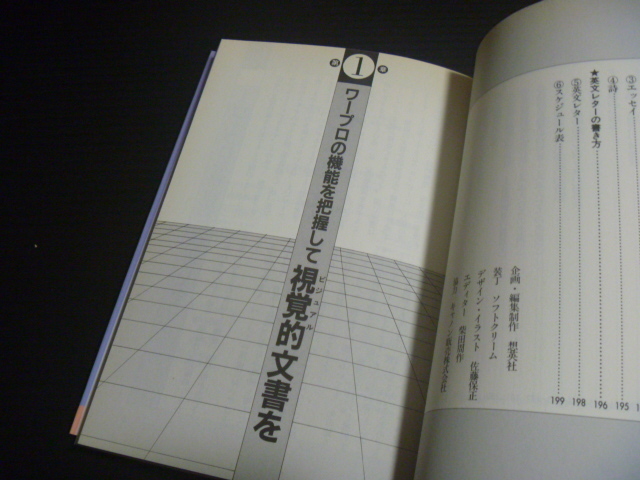 ③エッセイ
④詩
★英文レターの書き方 195
⑤英文レター 196
⑥スケジュール表 198
199
企画・編集制作 想英社
装丁 ソフトクリーム
デザイン・イラスト 佐藤保正
エディター 柴田周作
第1章
ワープロの機能を把握して視覚的文書を
ビジュアル